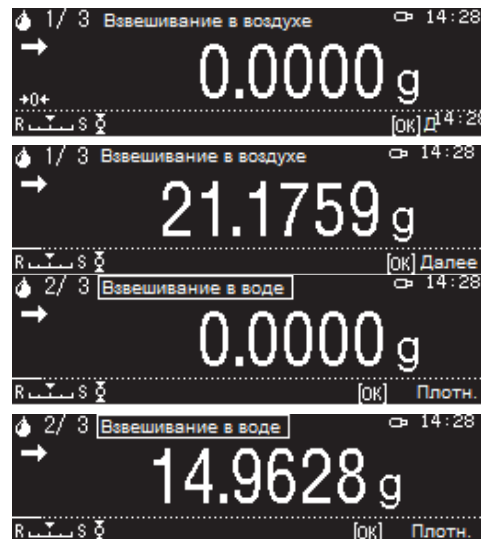 1/ 3 Взвешивание в воздухе 14:28
0.0000 g
→0←
R S [OK] Д 14:28
1/ 3 Взвешивание в воздухе 14:28
21.1759 g
R S [OK] Далее
2/ 3 Взвешивание в воде 14:28
0.0000 g
R S [OK] Плотн.
2/ 3 Взвешивание в воде 14:28
14.9628 g
R S [OK] Плотн.